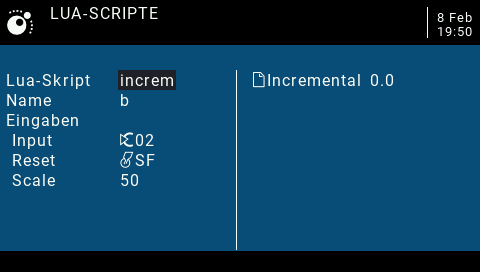 LUA-SCRIPTE
8 Feb
19:50
Lua-Skript increm
Name b
Eingaben
Input 02
Reset SF
Scale 50
Incremental 0.0